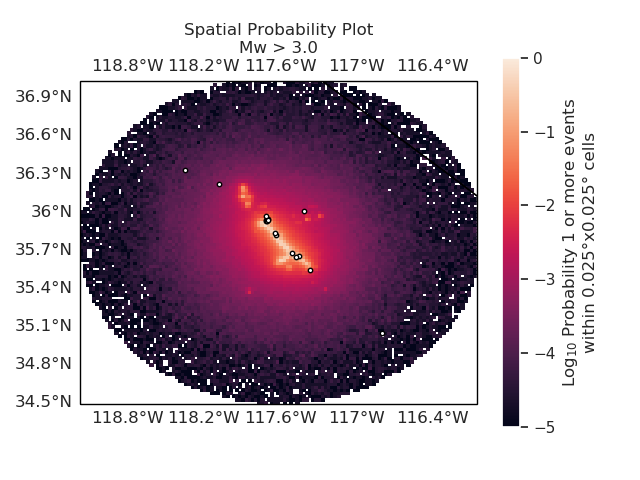 Spatial Probability Plot
Mw > 3.0
118.8°W 118.2°W 117.6°W 117°W 116.4°W
36.9°N
36.6°N
36.3°N
36°N
35.7°N
35.4°N
35.1°N
34.8°N
34.5°N
118.8°W 118.2°W 117.6°W 117°W 116.4°W
0
−1
−2
−3
−4
−5
Log₁₀ Probability 1 or more events
within 0.025°x0.025° cells